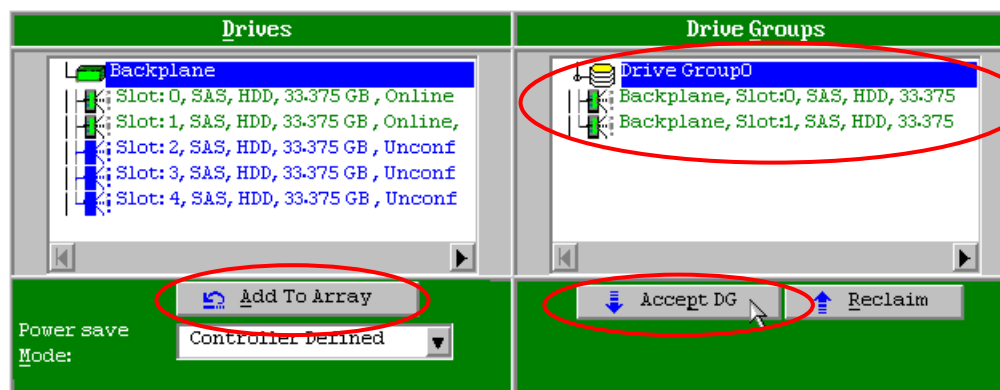 Drives
Backplane
Slot: 0, SAS, HDD, 33.375 GB , Online
Slot: 1, SAS, HDD, 33.375 GB , Online,
Slot: 2, SAS, HDD, 33.375 GB , Unconf
Slot: 3, SAS, HDD, 33.375 GB , Unconf
Slot: 4, SAS, HDD, 33.375 GB , Unconf
Add To Array
Power save
Mode:
Controller Defined
Drive Groups
Drive Group0
Backplane, Slot:0, SAS, HDD, 33.375
Backplane, Slot:1, SAS, HDD, 33.375
Accept DG
Reclaim